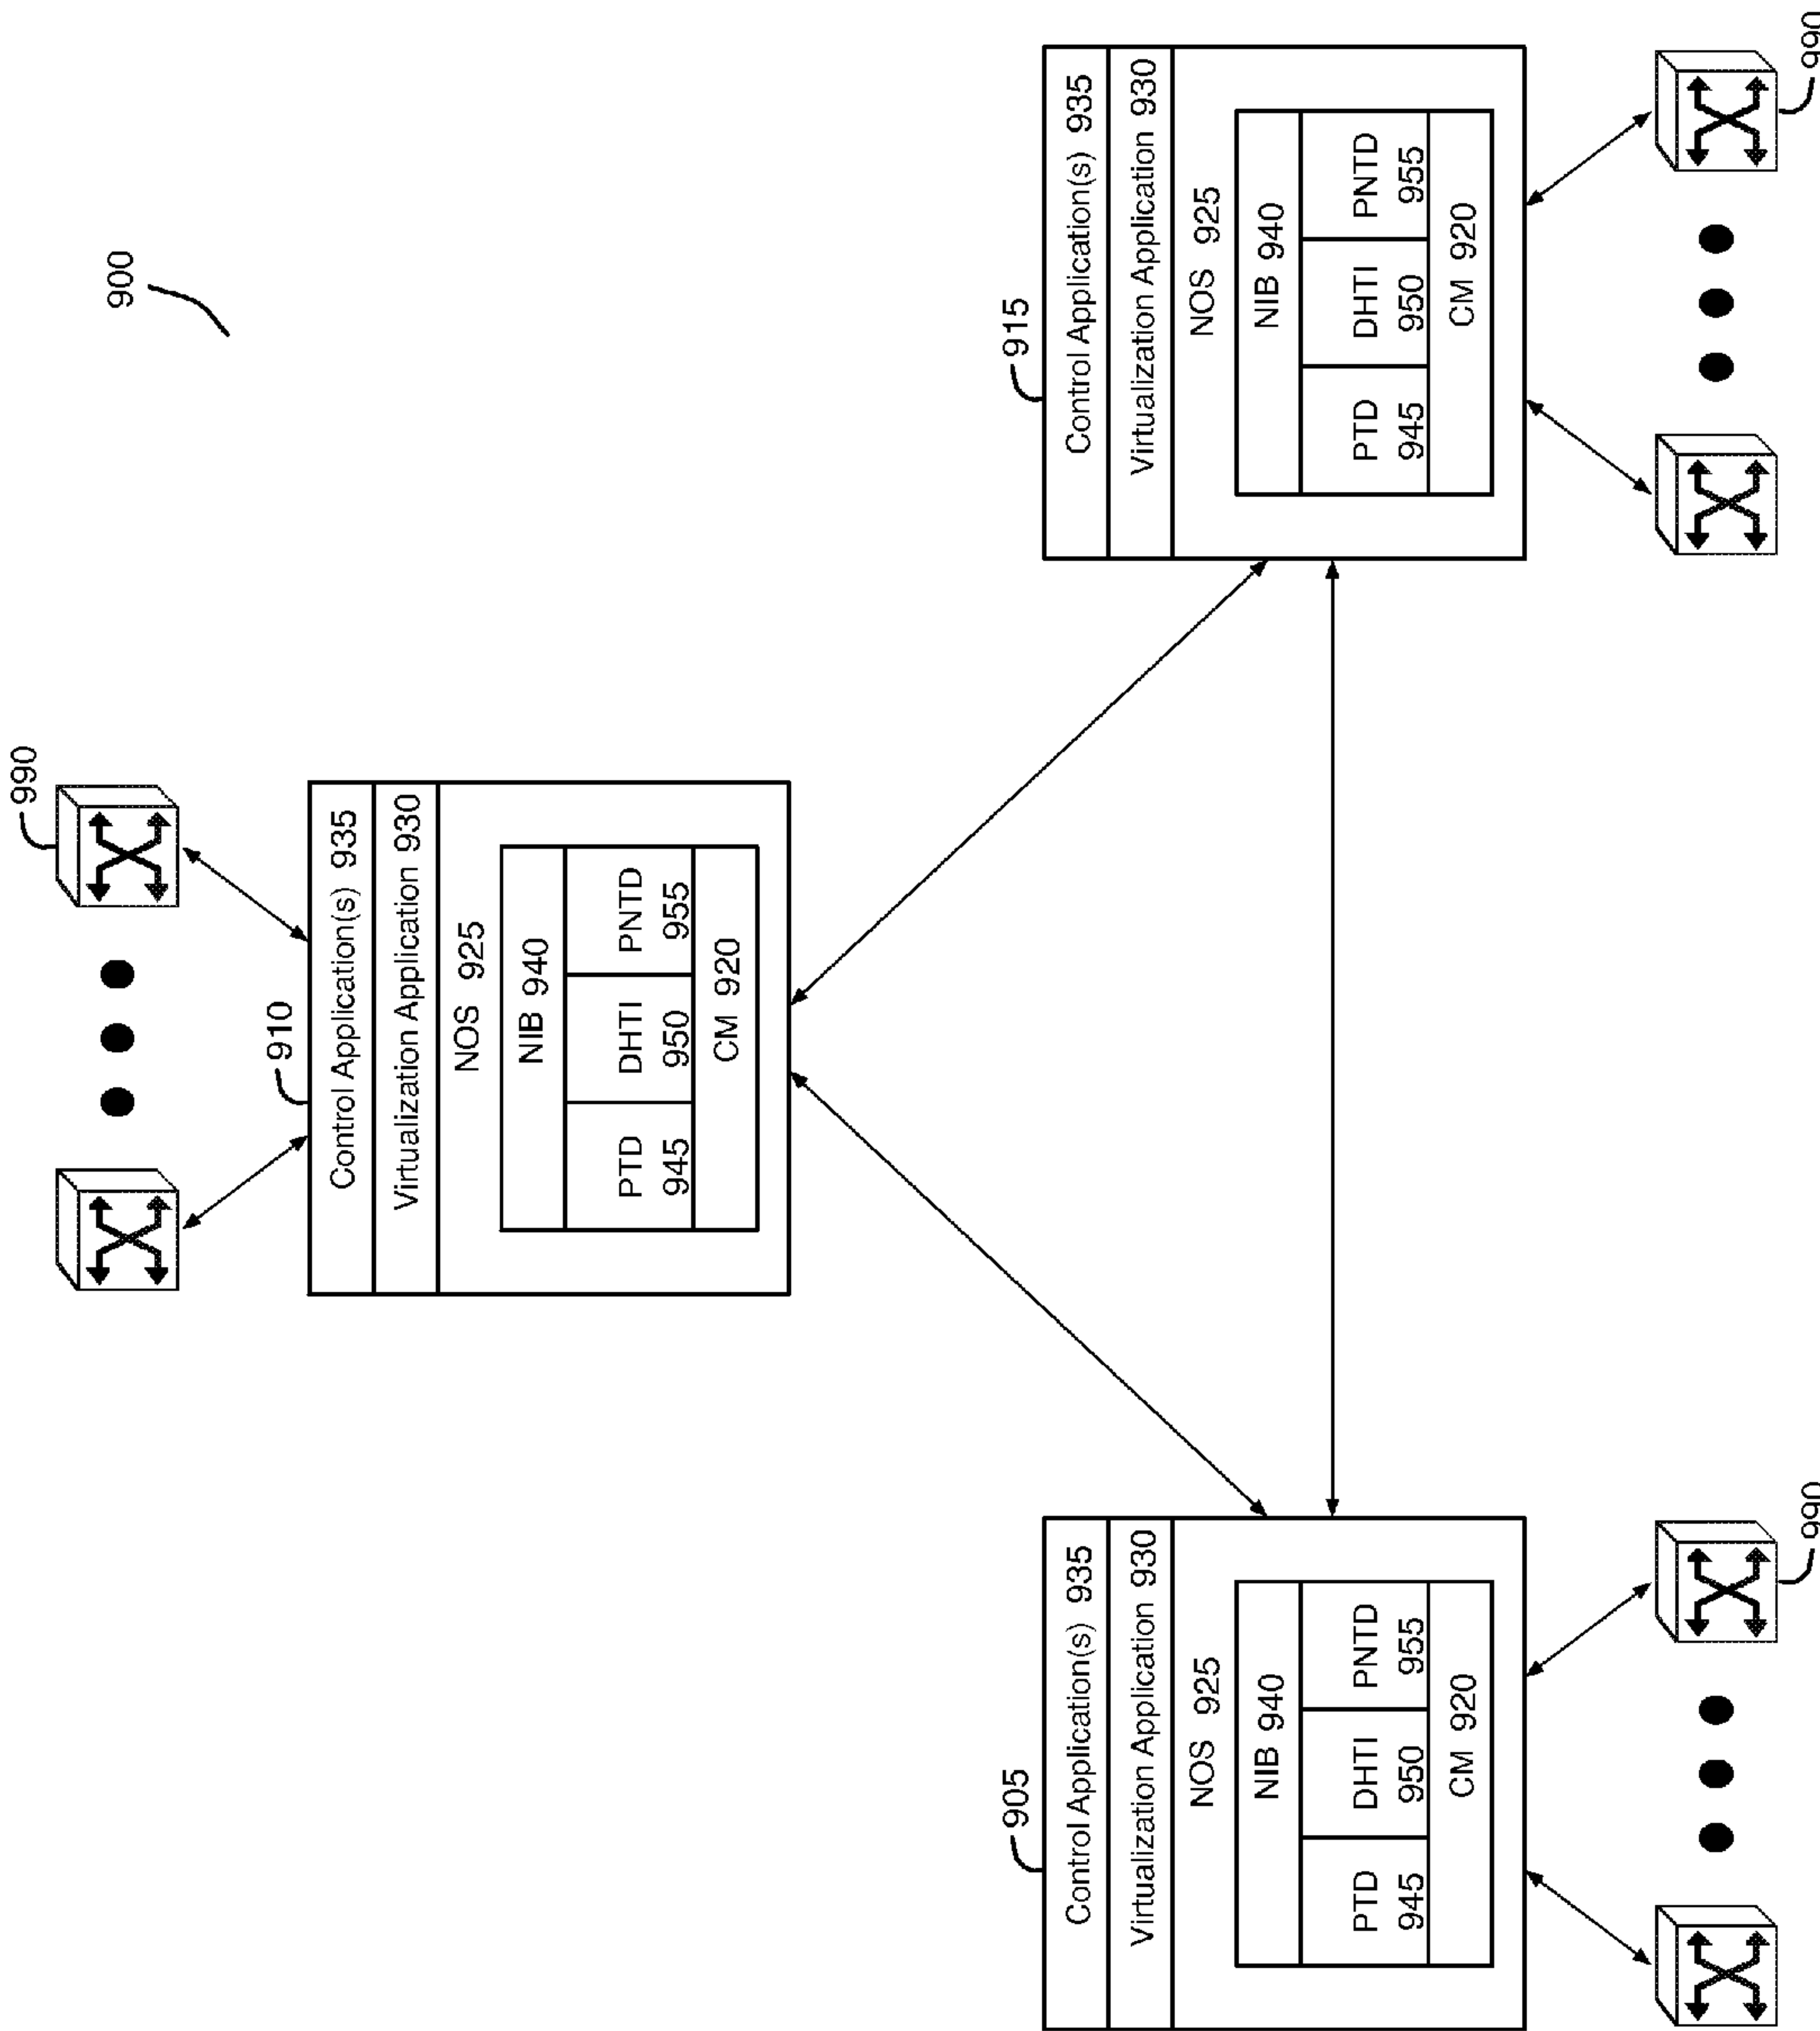 900
990
910
Control Application(s) 935
Virtualization Application 930
NOS 925
NIB 940
PTD 945
DHTI 950
PNTD 955
CM 920
905
Control Application(s) 935
Virtualization Application 930
NOS 925
NIB 940
PTD 945
DHTI 950
PNTD 955
CM 920
990
915
Control Application(s) 935
Virtualization Application 930
NOS 925
NIB 940
PTD 945
DHTI 950
PNTD 955
CM 920
990